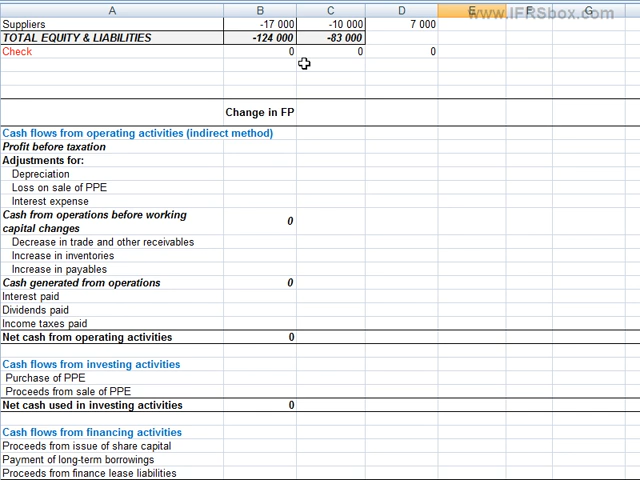 www.IFRSbox.com
A B C D E F G
Suppliers -17 000 -10 000 7 000
TOTAL EQUITY & LIABILITIES -124 000 -83 000
Check 0 0 0
Change in FP
Cash flows from operating activities (indirect method)
Profit before taxation
Adjustments for:
Depreciation
Loss on sale of PPE
Interest expense
Cash from operations before working
capital changes 0
Decrease in trade and other receivables
Increase in inventories
Increase in payables
Cash generated from operations 0
Interest paid
Dividends paid
Income taxes paid
Net cash from operating activities 0
Cash flows from investing activities
Purchase of PPE
Proceeds from sale of PPE
Net cash used in investing activities 0
Cash flows from financing activities
Proceeds from issue of share capital
Payment of long-term borrowings
Proceeds from finance lease liabilities